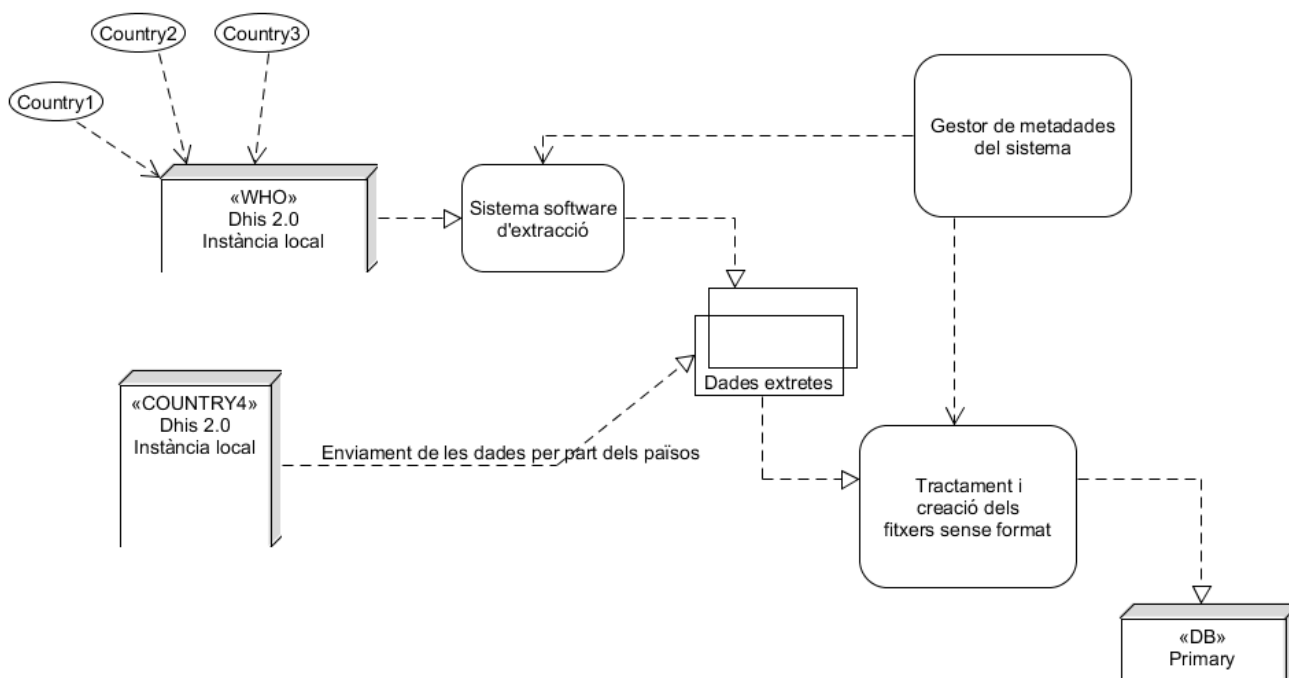 Country2
Country3
Country1
Gestor de metadades
del sistema
«WHO»
Dhis 2.0
Instància local
Sistema software
d'extracció
Dades extretes
«COUNTRY4»
Dhis 2.0
Instància local
Enviament de les dades per part dels països
Tractament i
creació dels
fitxers sense format
«DB»
Primary